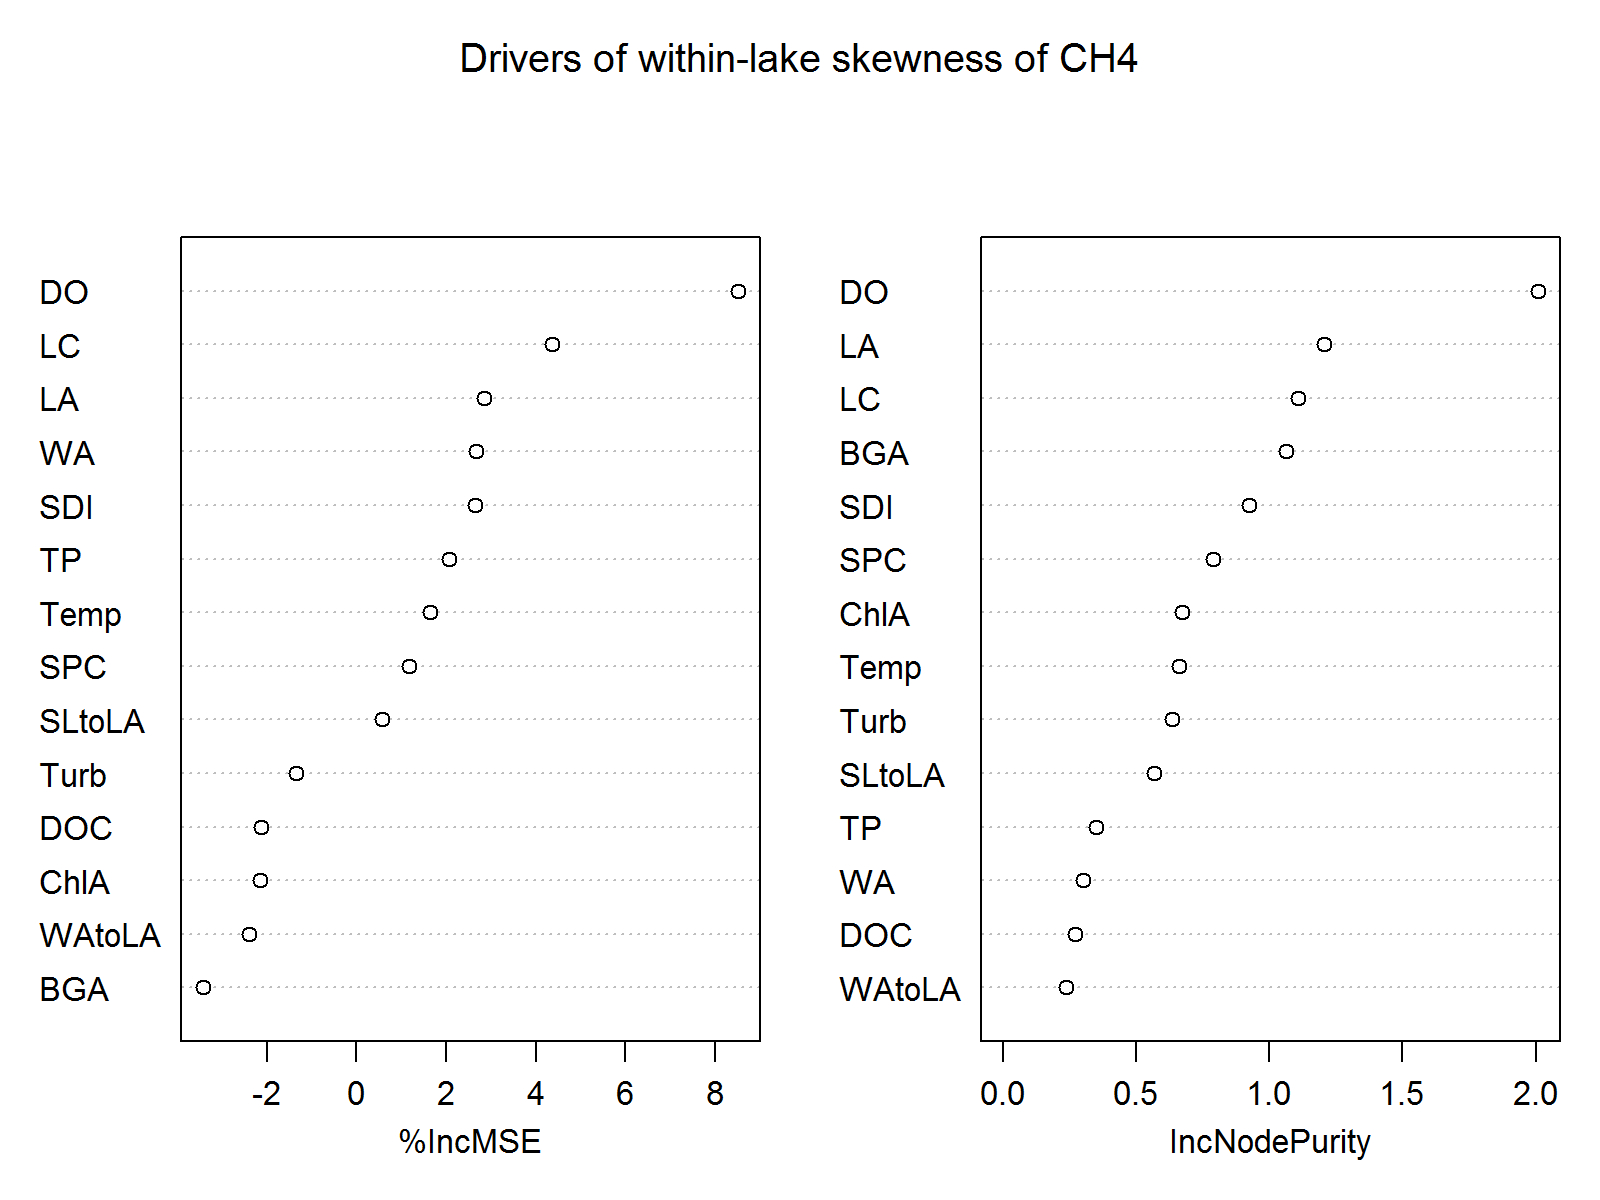 Drivers of within-lake skewness of CH4
DO
LC
LA
WA
SDI
TP
Temp
SPC
SLtoLA
Turb
DOC
ChlA
WAtoLA
BGA
-2 0 2 4 6 8
%IncMSE
DO
LA
LC
BGA
SDI
SPC
ChlA
Temp
Turb
SLtoLA
TP
WA
DOC
WAtoLA
0.0 0.5 1.0 1.5 2.0
IncNodePurity